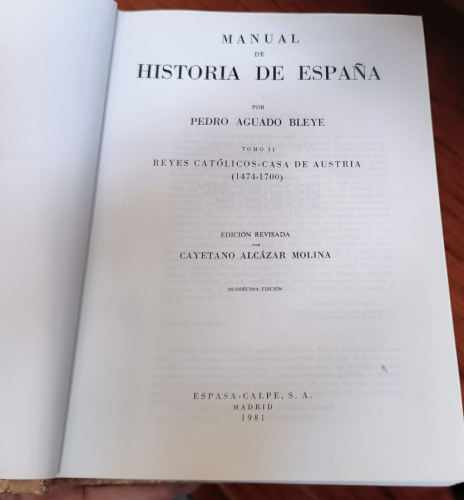 MANUAL
DE
HISTORIA DE ESPAÑA
POR
PEDRO AGUADO BLEYE
TOMO II
REYES CATÓLICOS-CASA DE AUSTRIA
(1474-1700)
EDICIÓN REVISADA
POR
CAYETANO ALCÁZAR MOLINA
DUODÉCIMA EDICIÓN
ESPASA-CALPE, S. A.
MADRID
1981